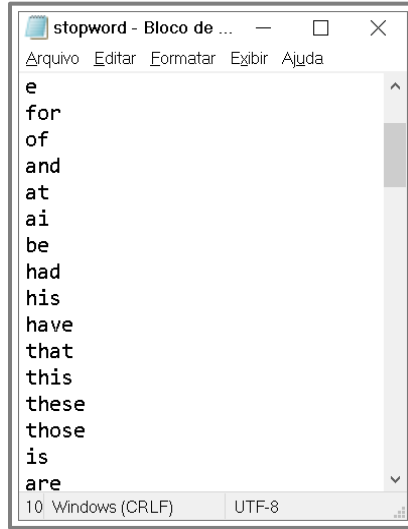 stopword - Bloco de ...
Arquivo Editar Formatar Exibir Ajuda
e
for
of
and
at
ai
be
had
his
have
that
this
these
those
is
are
10 Windows (CRLF) UTF-8